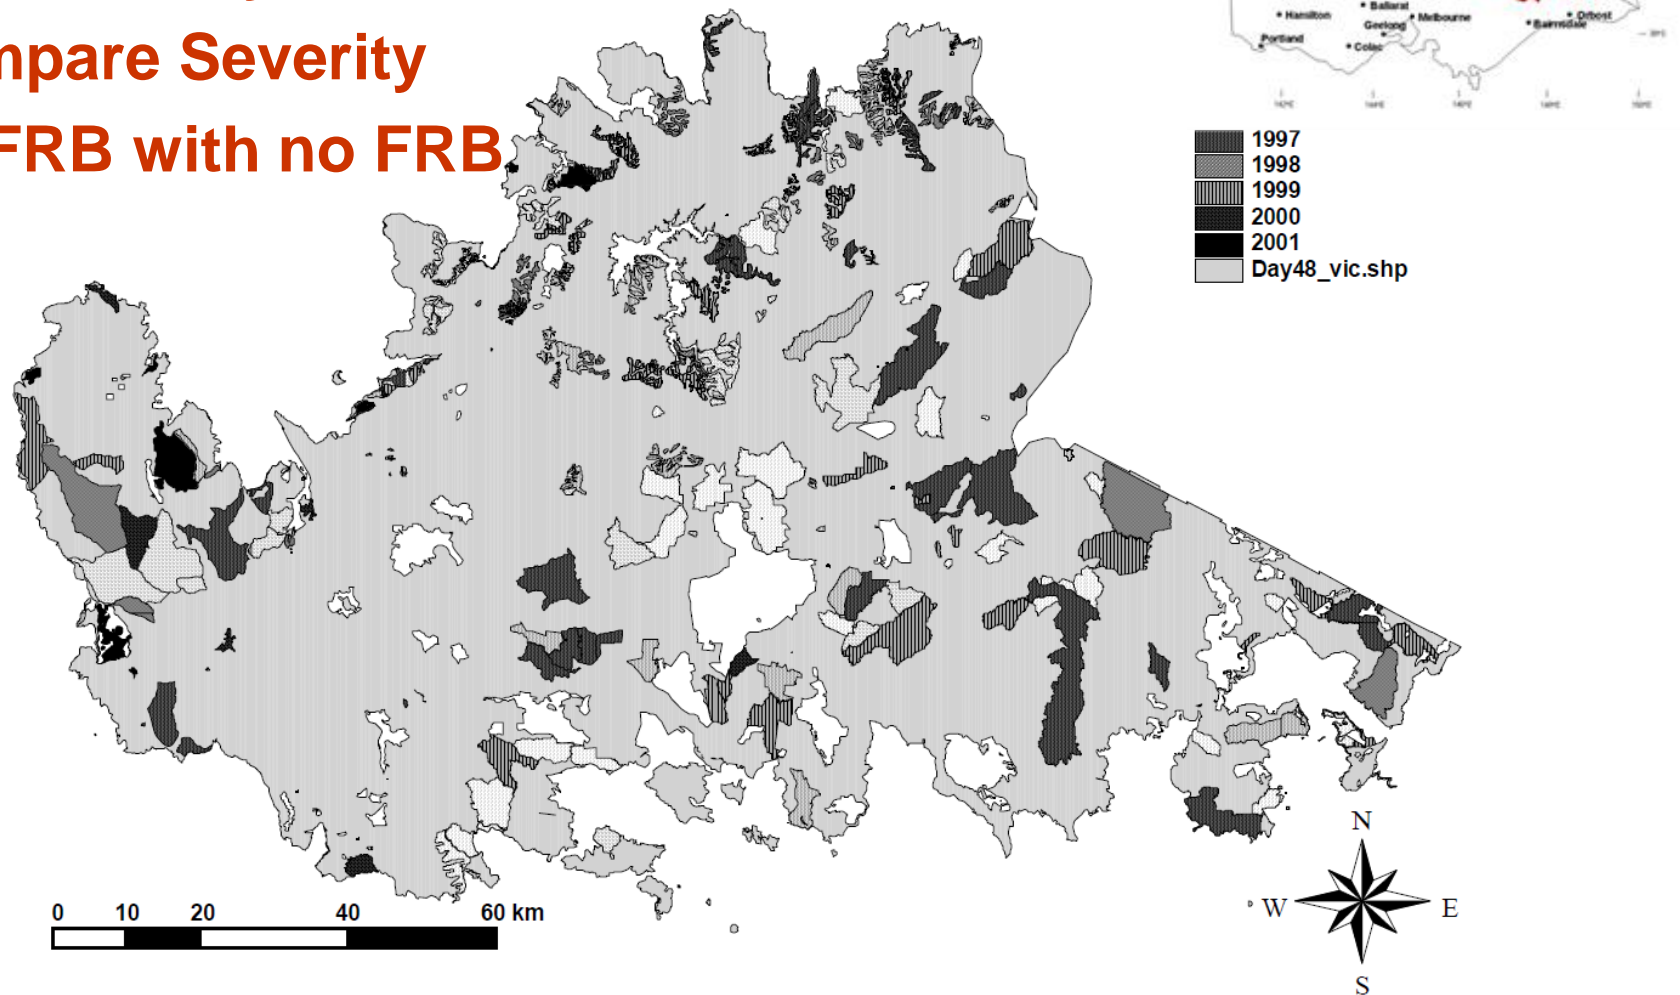 mpare Severity
FRB with no FRB
Hamilton
Ballarat
Geelong
Melbourne
Bairnsdale
Orbost
Portland
Colac
1997
1998
1999
2000
2001
Day48_vic.shp
0 10 20 40 60 km
N
W E
S